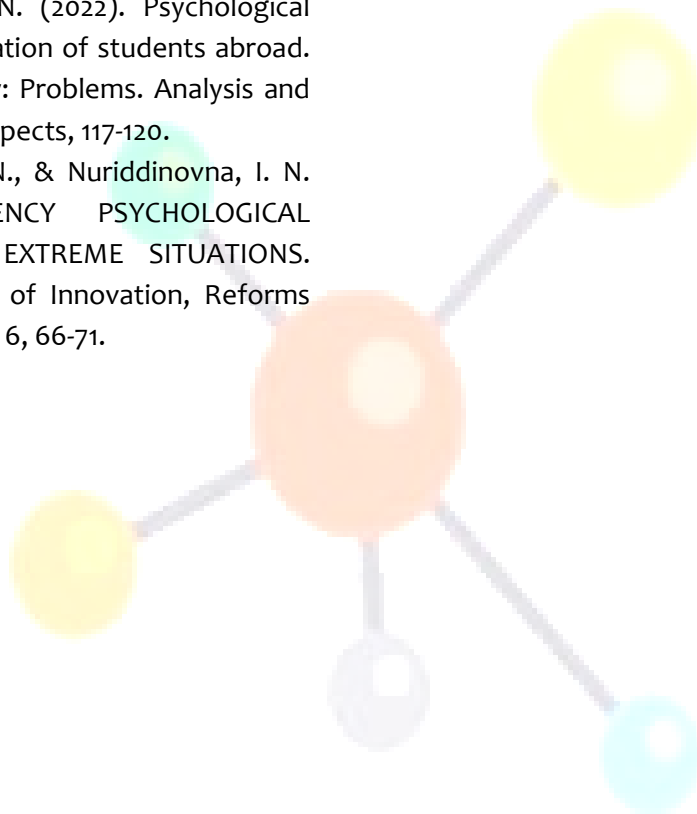 N. (2022). Psychological
ation of students abroad.
: Problems. Analysis and
pects, 117-120.
N., & Nuriddinovna, I. N.
ENCY PSYCHOLOGICAL
EXTREME SITUATIONS.
of Innovation, Reforms
6, 66-71.